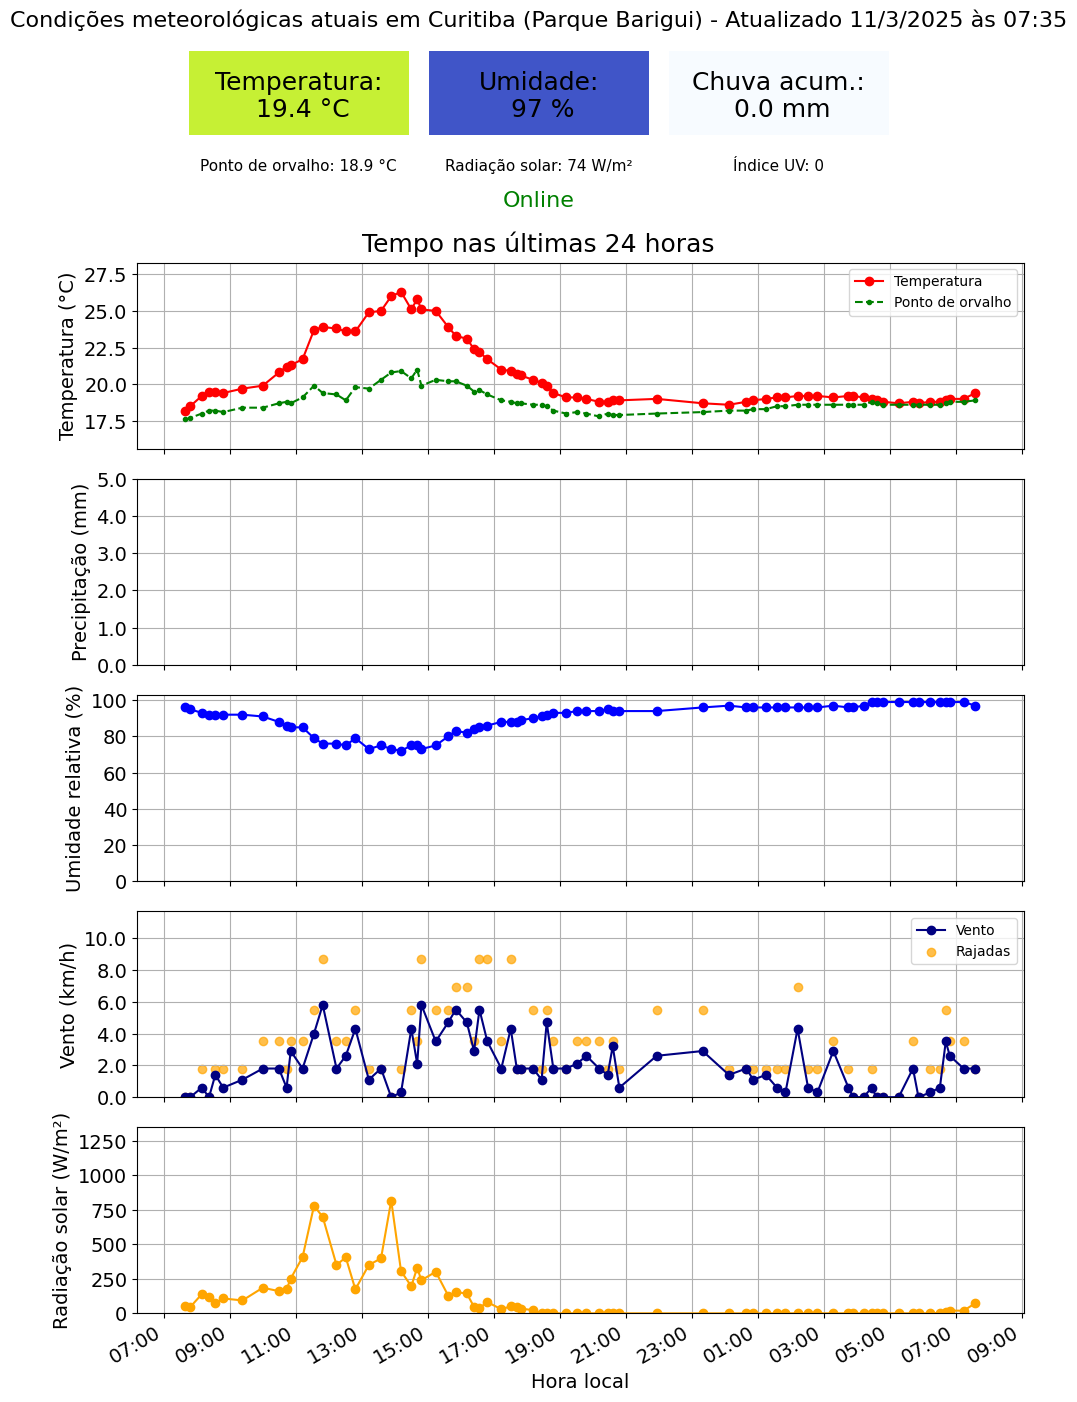 Condições meteorológicas atuais em Curitiba (Parque Barigui) - Atualizado 11/3/2025 às 07:35
Temperatura:
19.4 °C
Umidade:
97 %
Chuva acum.:
0.0 mm
Ponto de orvalho: 18.9 °C
Radiação solar: 74 W/m²
Índice UV: 0
Online
Tempo nas últimas 24 horas
Temperatura (°C)
27.5
25.0
22.5
20.0
17.5
Temperatura
Ponto de orvalho
Precipitação (mm)
5.0
4.0
3.0
2.0
1.0
0.0
Umidade relativa (%)
100
80
60
40
20
0
Vento (km/h)
10.0
8.0
6.0
4.0
2.0
0.0
Vento
Rajadas
Radiação solar (W/m²)
1250
1000
750
500
250
0
07:00
09:00
11:00
13:00
15:00
17:00
19:00
21:00
23:00
01:00
03:00
05:00
07:00
09:00
Hora local